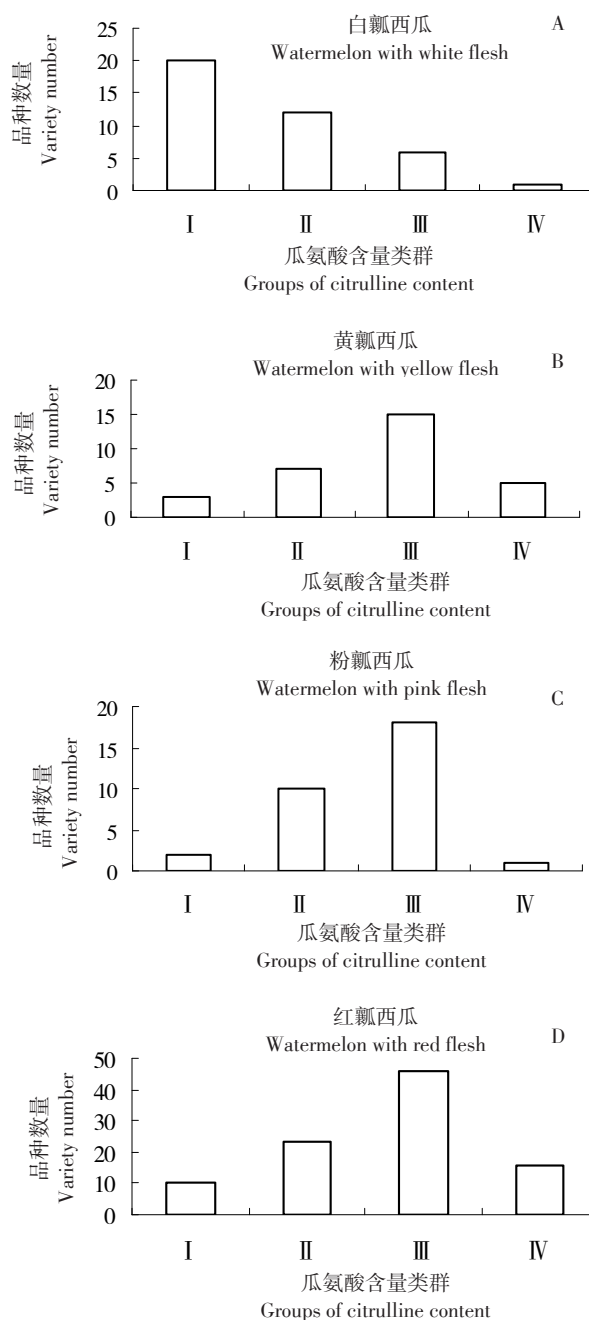 白瓤西瓜
A
Watermelon with white flesh
品种数量
Variety number
25
20
15
10
5
0
Ⅰ Ⅱ Ⅲ Ⅳ
瓜氨酸含量类群
Groups of citrulline content
黄瓤西瓜
B
Watermelon with yellow flesh
品种数量
Variety number
20
15
10
5
0
Ⅰ Ⅱ Ⅲ Ⅳ
瓜氨酸含量类群
Groups of citrulline content
粉瓤西瓜
C
Watermelon with pink flesh
品种数量
Variety number
20
15
10
5
0
Ⅰ Ⅱ Ⅲ Ⅳ
瓜氨酸含量类群
Groups of citrulline content
红瓤西瓜
D
Watermelon with red flesh
品种数量
Variety number
50
40
30
20
10
0
Ⅰ Ⅱ Ⅲ Ⅳ
瓜氨酸含量类群
Groups of citrulline content